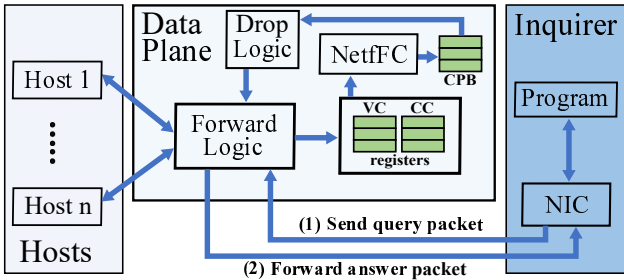 Host 1
Host n
Hosts
Data
Plane
Drop
Logic
Forward
Logic
NetfFC
CPB
VC CC
registers
Inquirer
Program
NIC
(1) Send query packet
(2) Forward answer packet